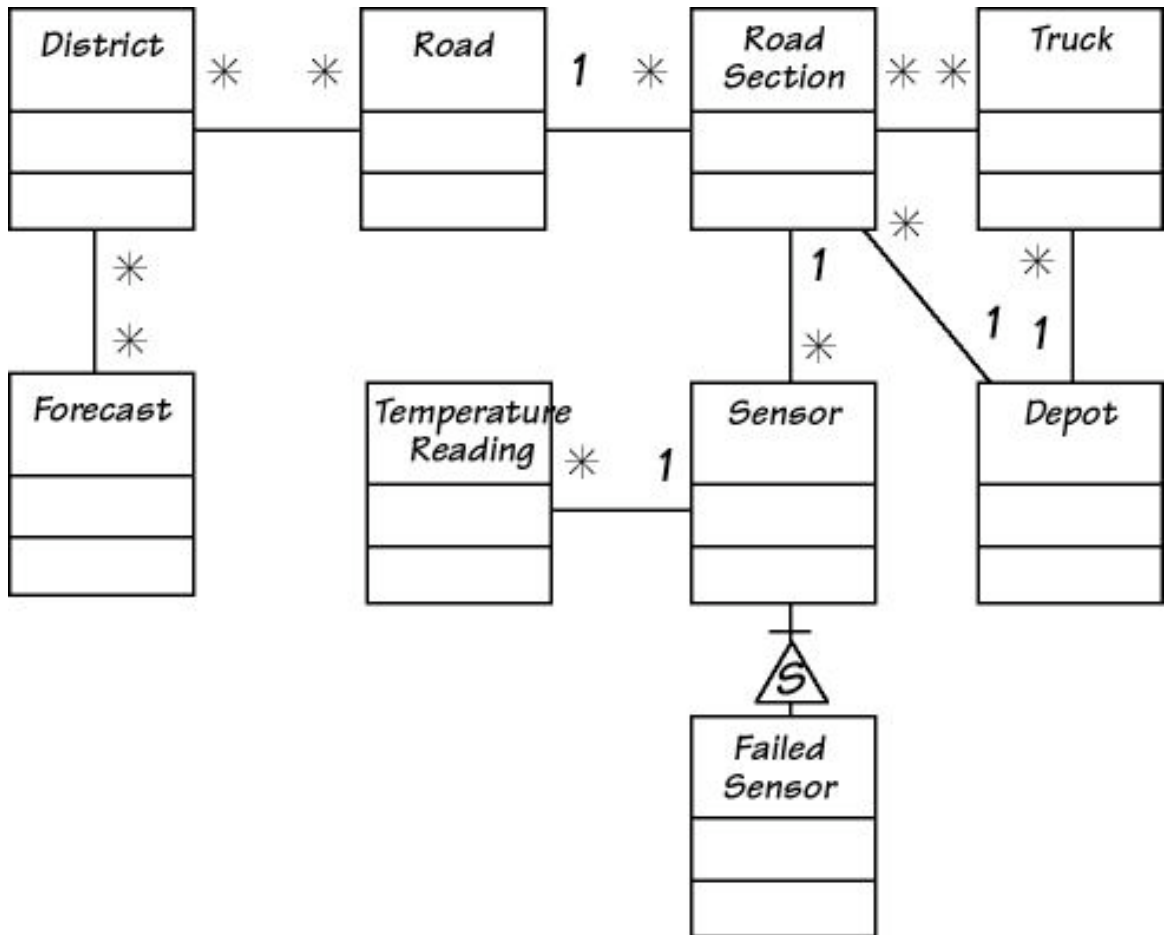 District
* *
Road
1 *
Road
Section
* *
Truck
*
*
1
*
*
1
*
1
Forecast
Temperature
Reading
* 1
Sensor
Depot
S
Failed
Sensor